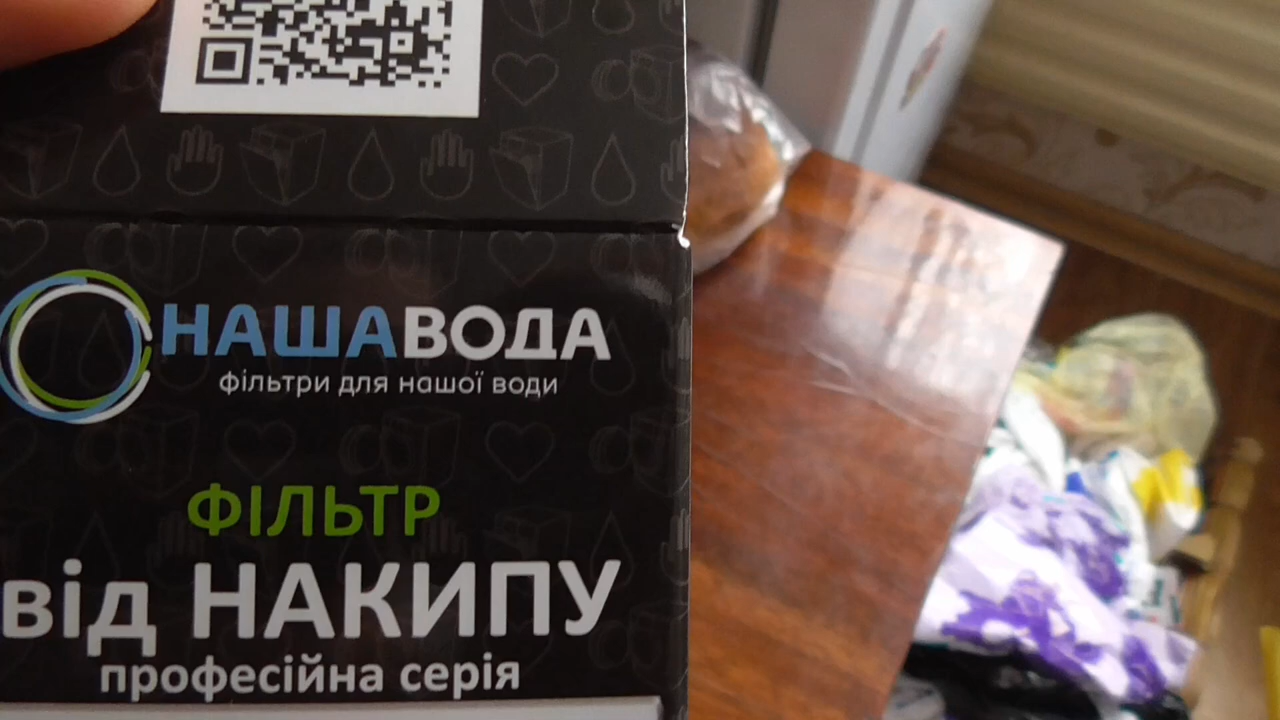 НАШАВОДА
фільтри для нашої води
ФІЛЬТР
від НАКИПУ
професійна серія